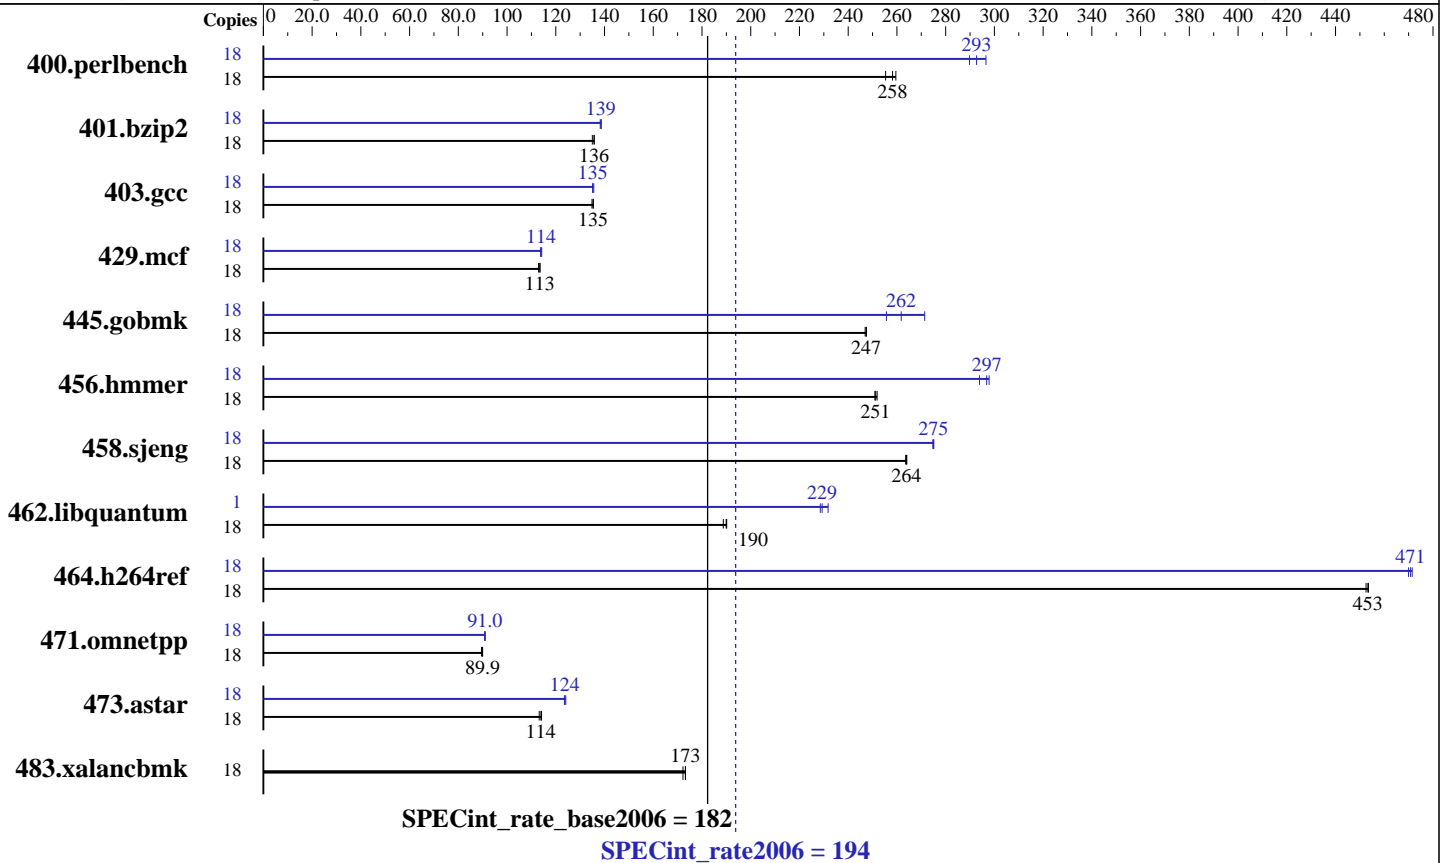 Copies 0 20.0 40.0 60.0 80.0 100 120 140 160 180 200 220 240 260 280 300 320 340 360 380 400 420 440 480
18 293
400.perlbench
18 258
18 139
401.bzip2
18 136
18 135
403.gcc
18 135
18 114
429.mcf
18 113
18 262
445.gobmk
18 247
18 297
456.hmmer
18 251
18 275
458.sjeng
18 264
1 229
462.libquantum
18 190
18 471
464.h264ref
18 453
18 91.0
471.omnetpp
18 89.9
18 124
473.astar
18 114
173
483.xalancbmk 18
SPECint_rate_base2006 = 182
SPECint_rate2006 = 194